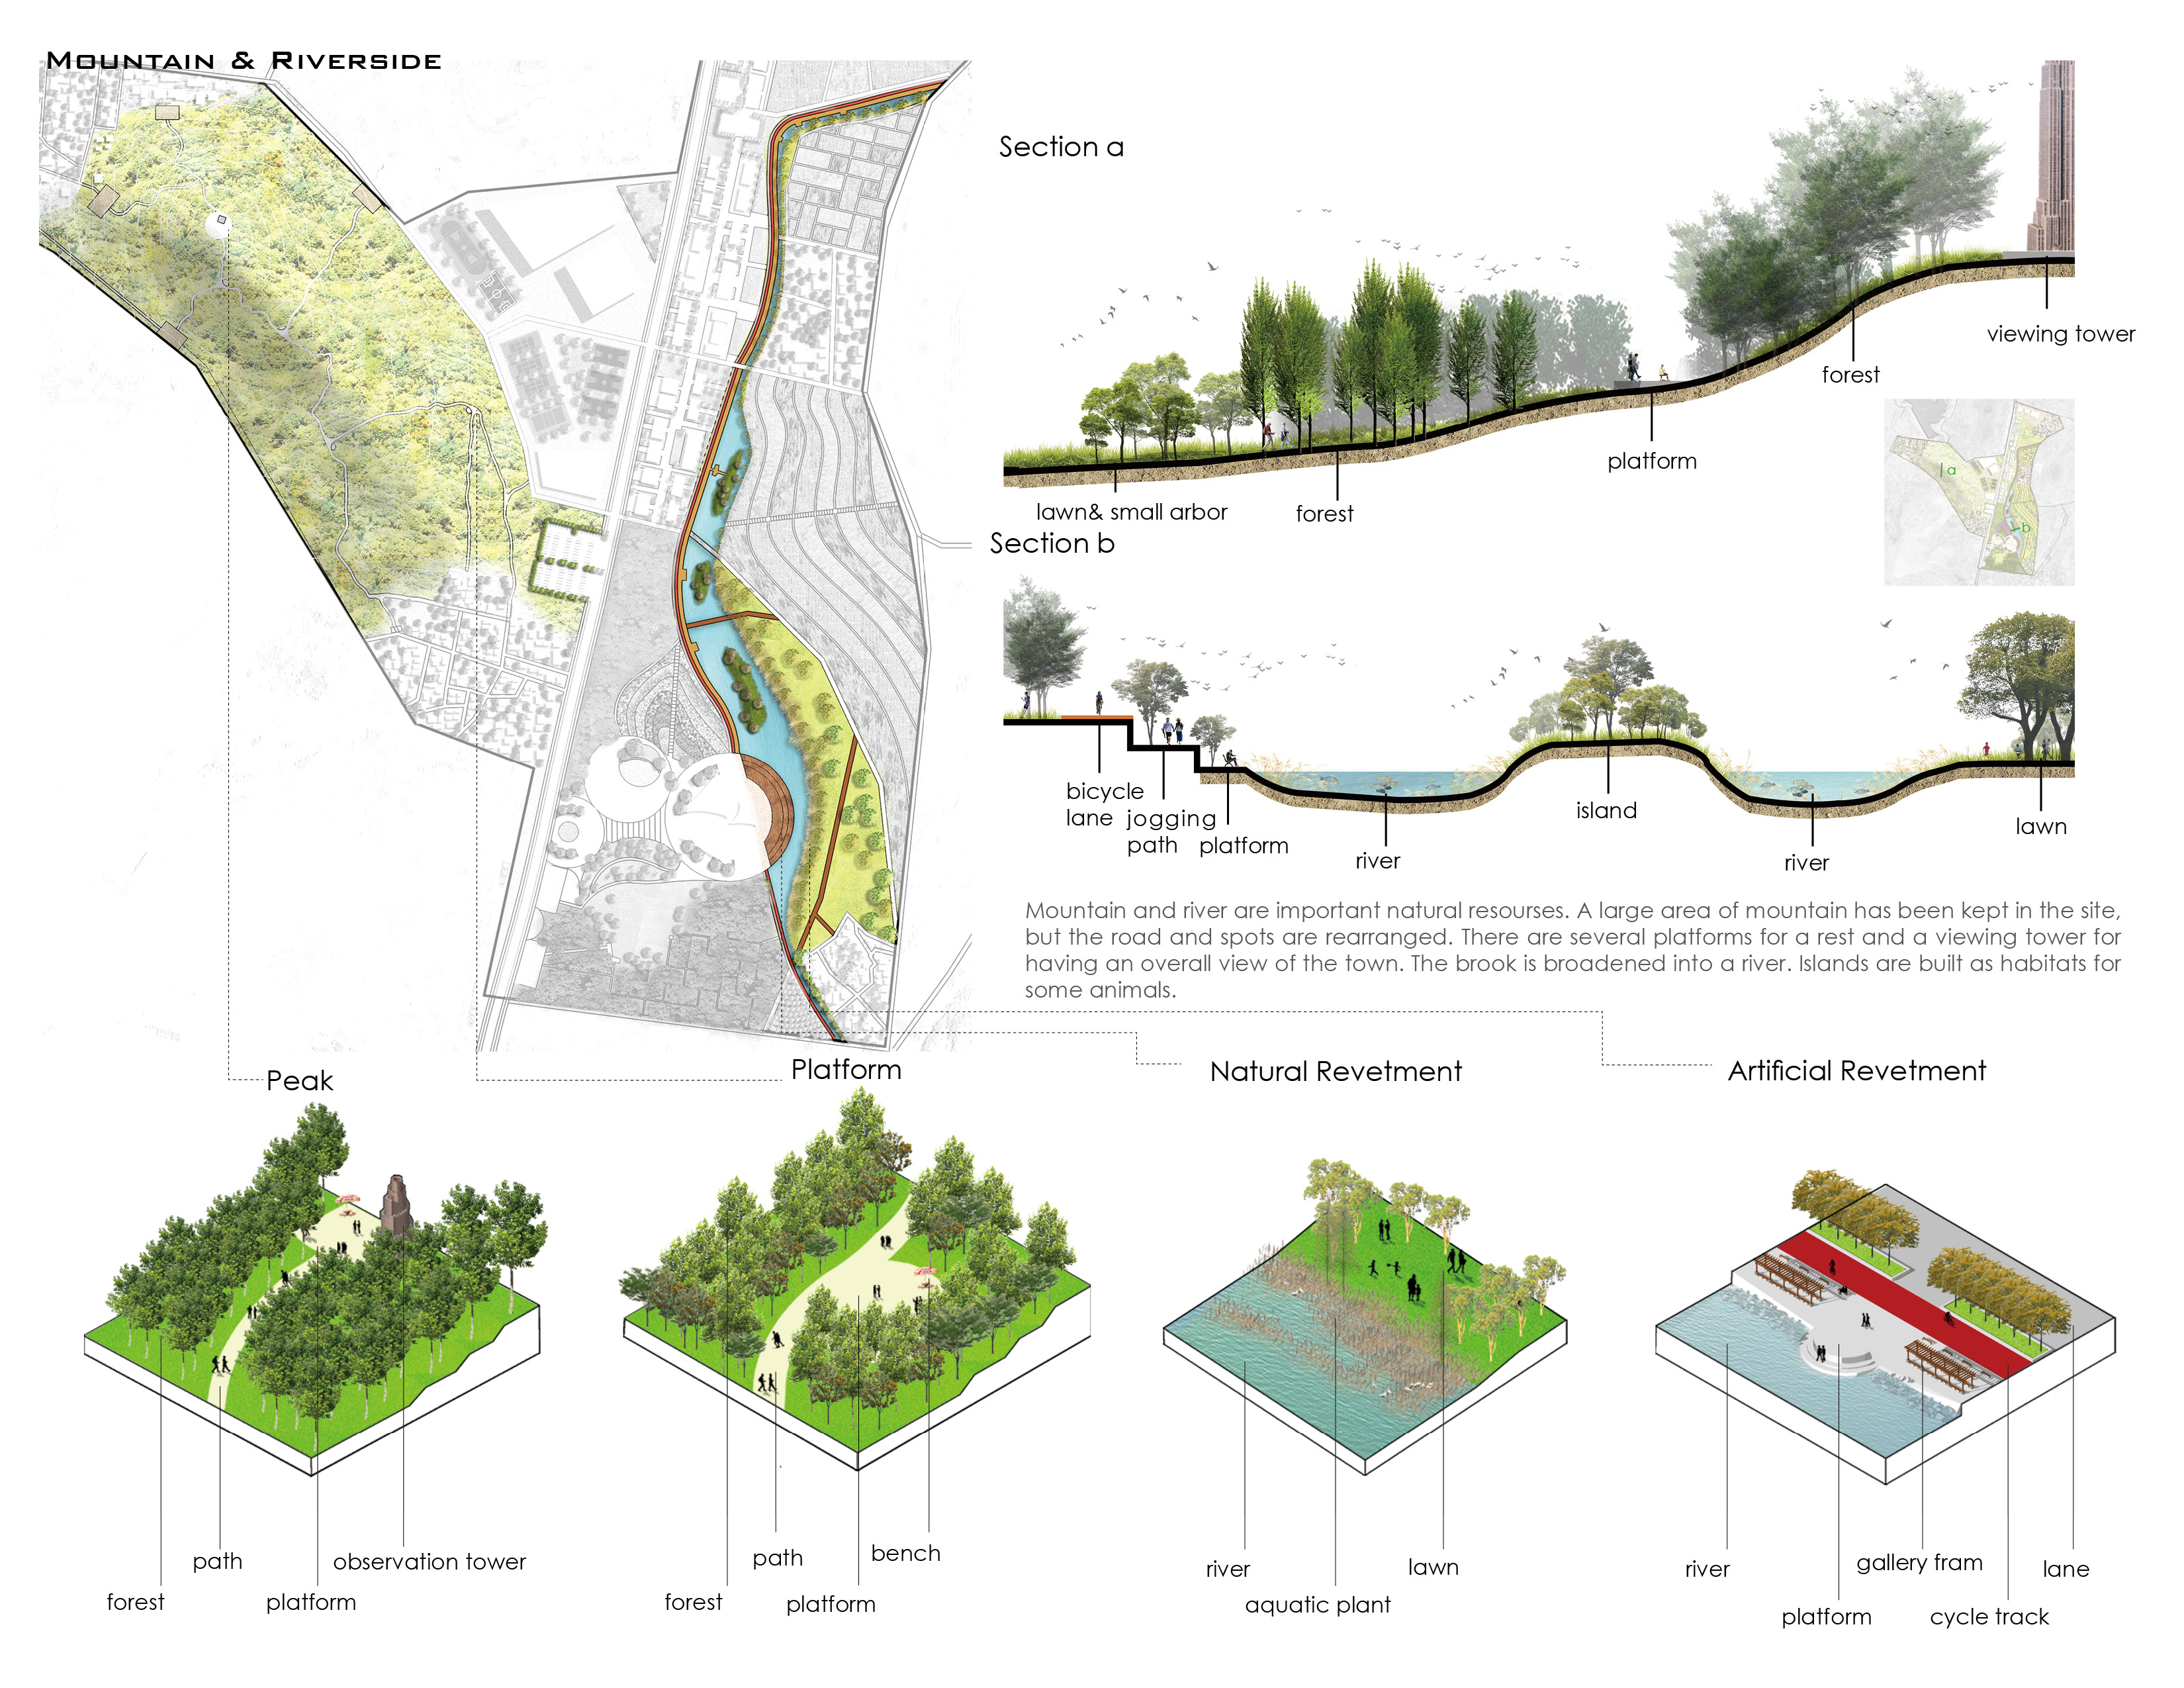 MOUNTAIN & RIVERSIDE
Section a
viewing tower
forest
platform
lawn& small arbor
forest
a
b
Section b
bicycle
lane
jogging
path
platform
river
island
river
lawn
Mountain and river are important natural resourses. A large area of mountain has been kept in the site,
but the road and spots are rearranged. There are several platforms for a rest and a viewing tower for
having an overall view of the town. The brook is broadened into a river. Islands are built as habitats for
some animals.
Peak
Platform
Natural Revetment
Artificial Revetment
path
observation tower
forest
platform
path
bench
forest
platform
river
lawn
aquatic plant
river
gallery fram
lane
platform
cycle track